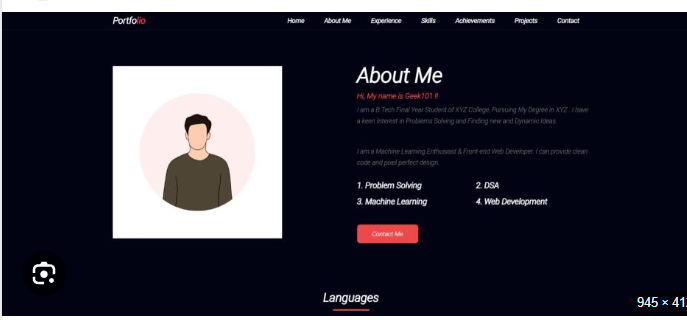 Portfolio
Home About Me Experience Skills Achievements Projects Contact
About Me
Hi, My name is Geek101 !!
I am a B.Tech Final Year Student of XYZ College, Pursuing My Degree in XYZ . I have
a keen Interest in Problems Solving and Finding new and Dynamic Ideas.
I am a Machine Learning Enthusiast & Front-end Web Developer. I can provide clean
code and pixel perfect design.
1. Problem Solving 2. DSA
3. Machine Learning 4. Web Development
Contact Me
Languages
945 × 41